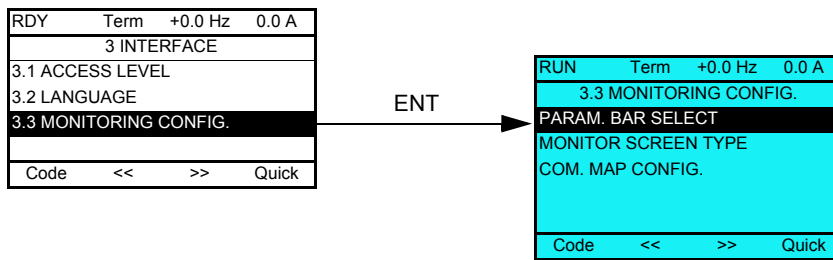 RDY Term +0.0 Hz 0.0 A
3 INTERFACE
3.1 ACCESS LEVEL
3.2 LANGUAGE
3.3 MONITORING CONFIG.
Code << >> Quick
ENT
RUN Term +0.0 Hz 0.0 A
3.3 MONITORING CONFIG.
PARAM. BAR SELECT
MONITOR SCREEN TYPE
COM. MAP CONFIG.
Code << >> Quick